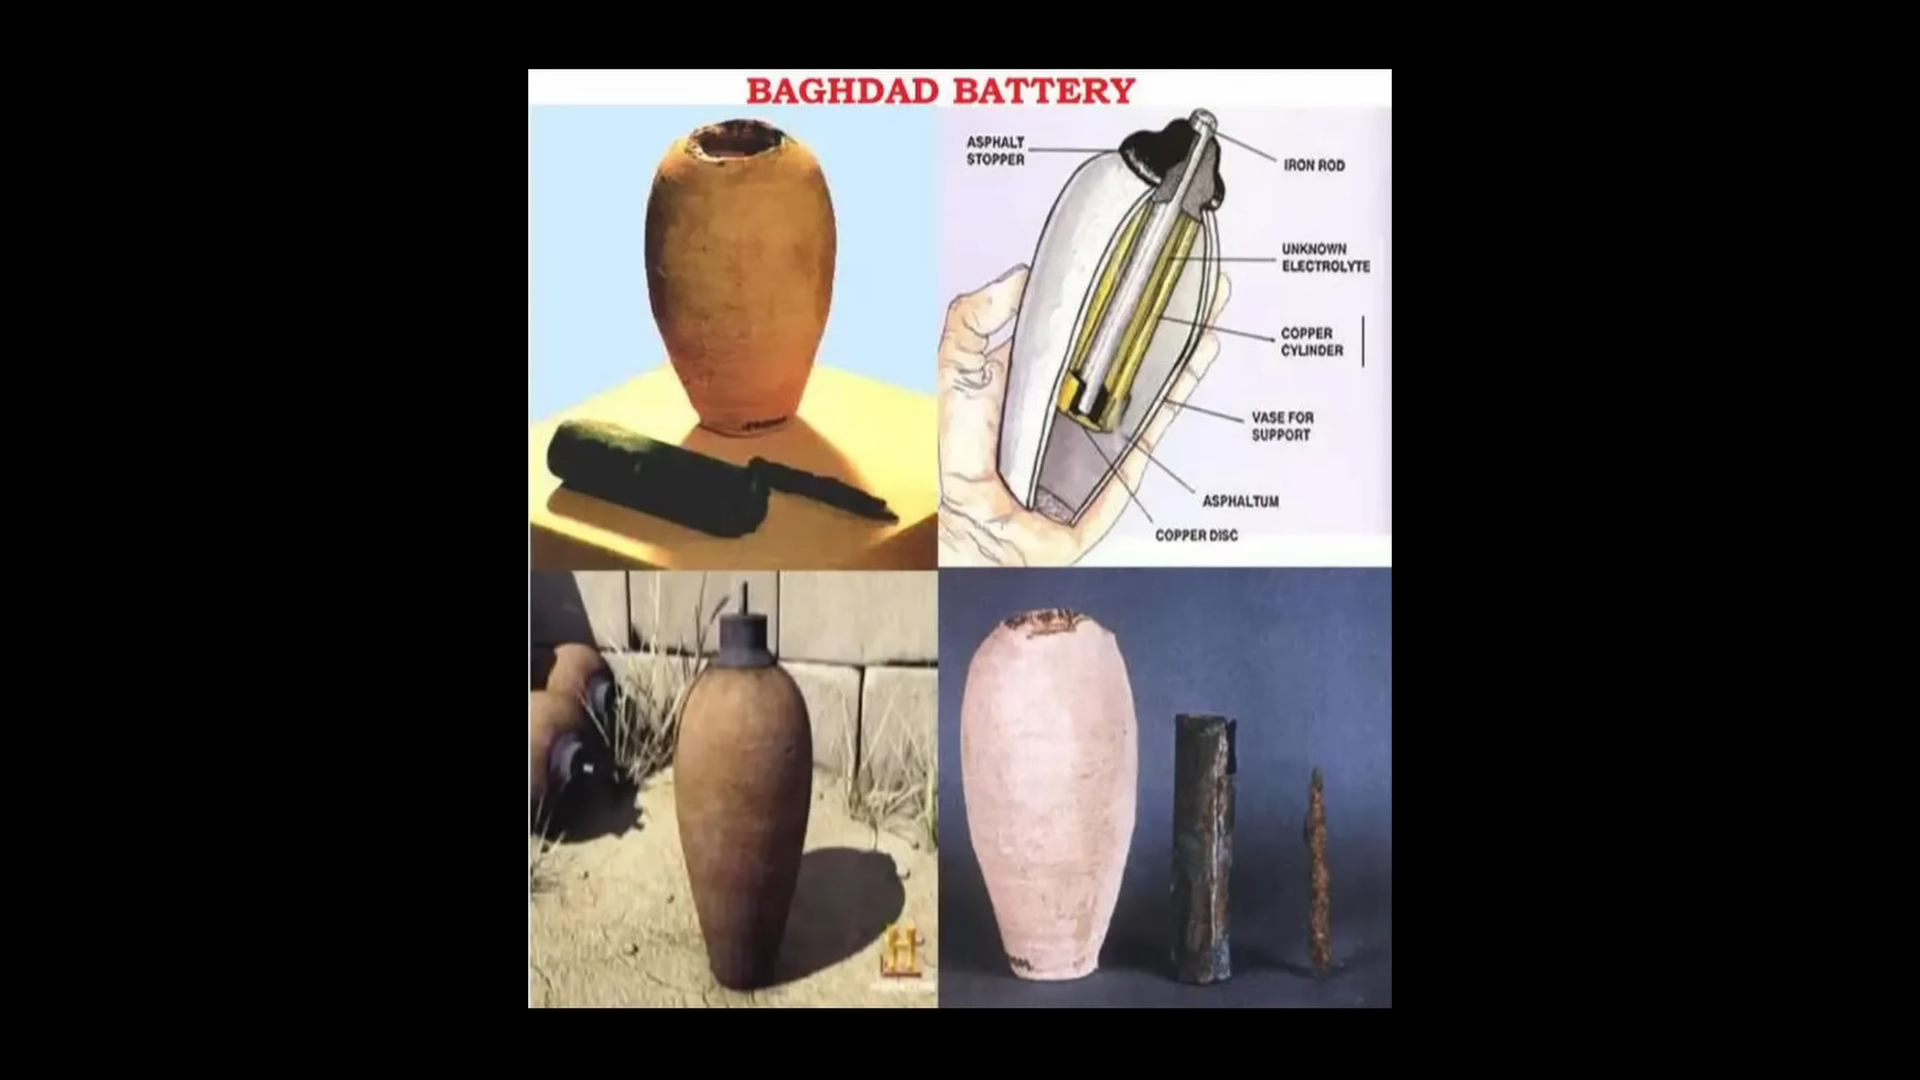 BAGHDAD BATTERY
ASPHALT
STOPPER
IRON ROD
UNKNOWN
ELECTROLYTE
COPPER
CYLINDER
VASE FOR
SUPPORT
ASPHALTUM
COPPER DISC
H